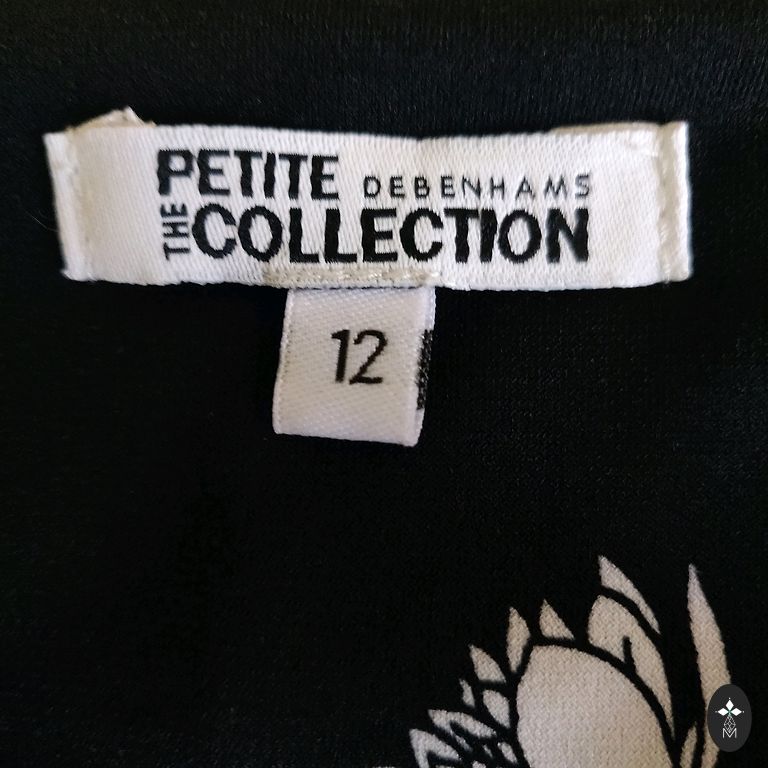 PETITE DEBENHAMS
THE COLLECTION
12
M